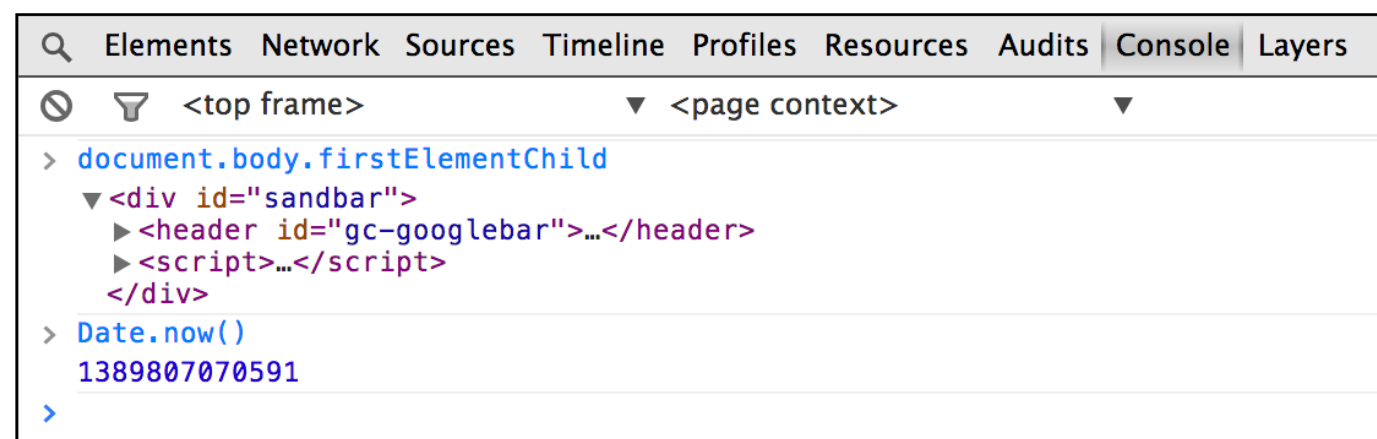 Elements Network Sources Timeline Profiles Resources Audits Console Layers
<top frame> ▼ <page context> ▼
> document.body.firstElementChild
▼<div id="sandbar">
▶<header id="gc-googlebar">…</header>
▶<script>…</script>
</div>
> Date.now()
1389807070591
>